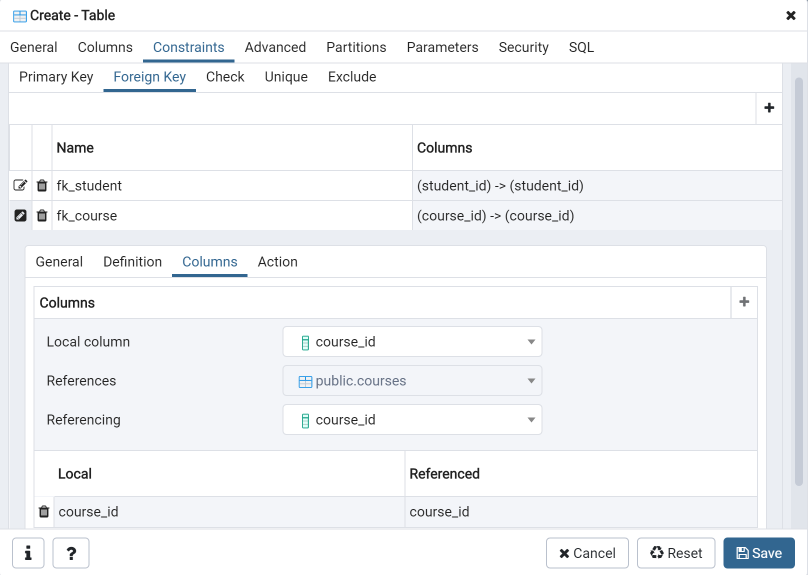 Create - Table
General Columns Constraints Advanced Partitions Parameters Security SQL
Primary Key Foreign Key Check Unique Exclude
Name Columns
fk_student (student_id) -> (student_id)
fk_course (course_id) -> (course_id)
General Definition Columns Action
Columns
Local column course_id
References public.courses
Referencing course_id
Local Referenced
course_id course_id
i ? Cancel Reset Save